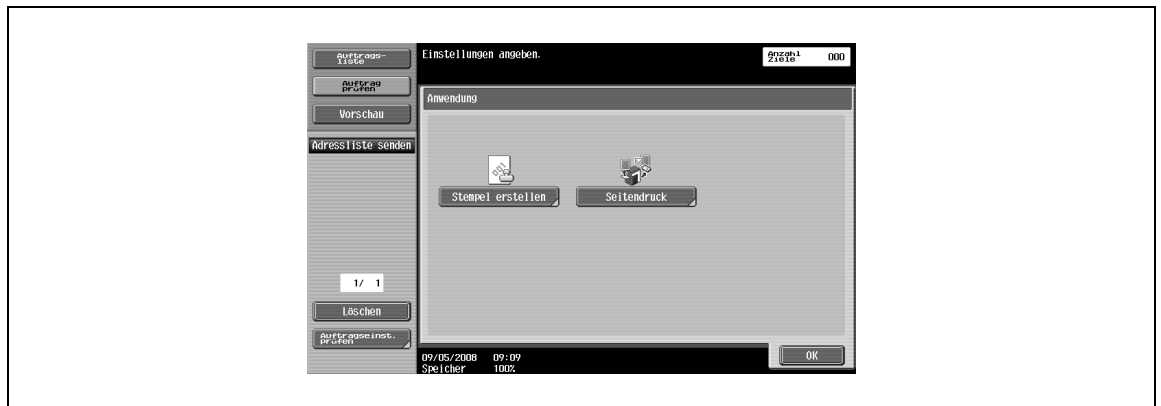 Auftrags-
liste
Auftrag
prüfen
Vorschau
Adressliste senden
1/ 1
Löschen
Auftragseinst.
prüfen
Einstellungen angeben.
Anzahl
Ziele
000
Anwendung
001
Stempel erstellen
Seitendruck
09/05/2008 09:09
Speicher 100%
OK